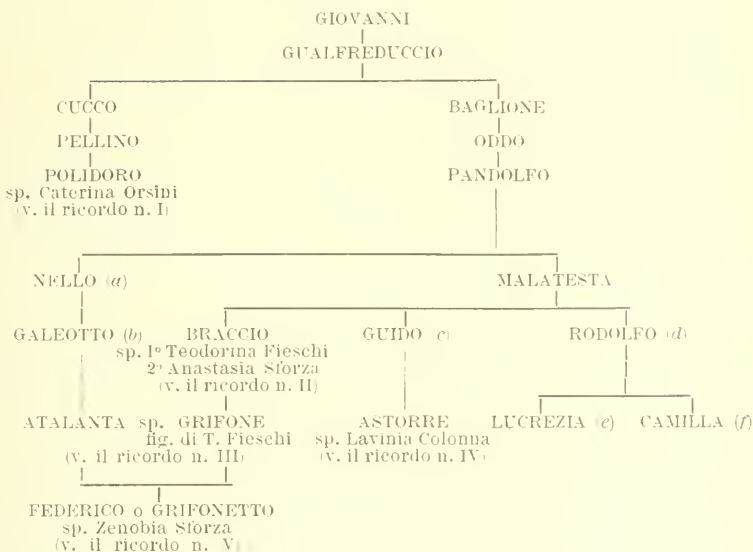 GIOVANNI
GUALFREDUCCIO
CUCCO BAGLIONE
PELLINO ODDO
POLIDORO PANDOLFO
sp. Caterina Orsini
(v. il ricordo n. I)
NELLO (a) MALATESTA
GALEOTTO (b) BRACCIO GUIDO (c) RODOLFO (d)
sp. 1º Teodorina Fieschi
2ª Anastasia Sforza
(v. il ricordo n. II)
ATALANTA sp. GRIFONE ASTORRE LUCREZIA (e) CAMILLA (f)
fig. di T. Fieschi sp. Lavinia Colonna
(v. il ricordo n. III) (v. il ricordo n. IV)
FEDERICO o GRIFONETTO
sp. Zenobia Sforza
(v. il ricordo n. V)